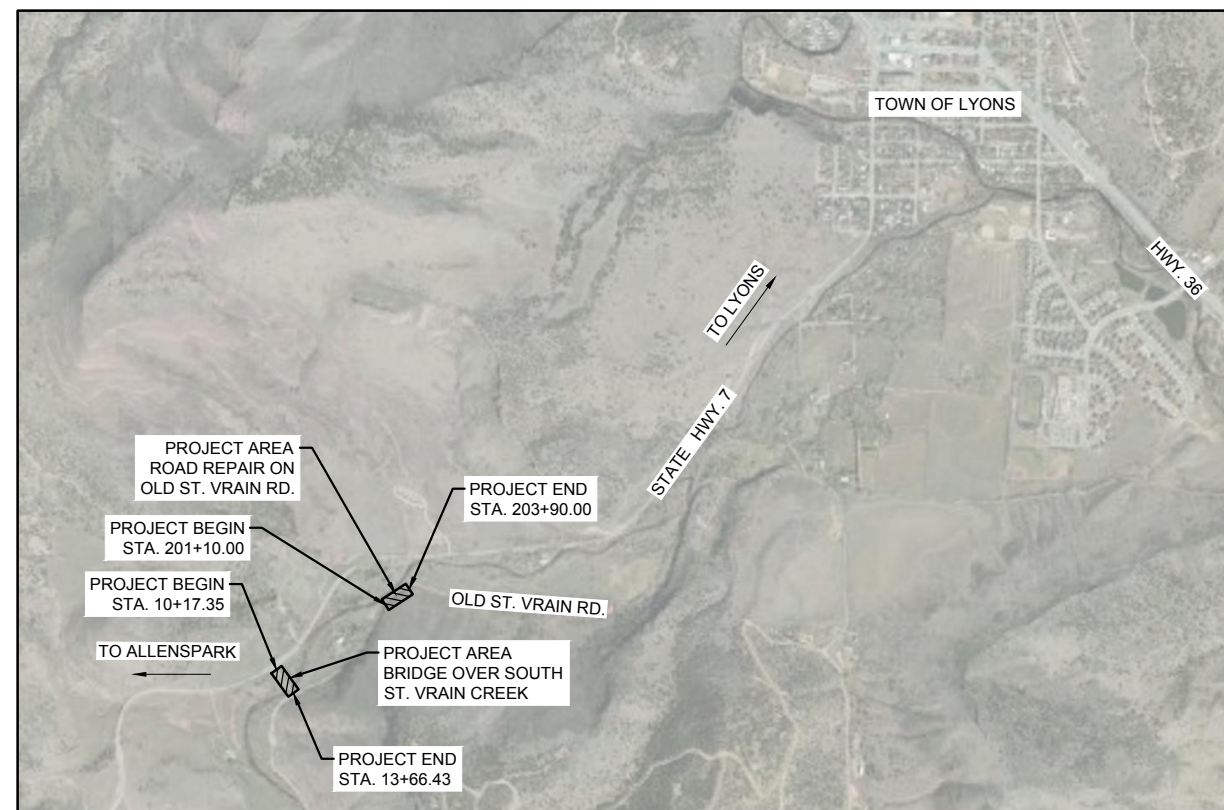 TOWN OF LYONS
HWY. 36
TO LYONS
STATE HWY. 7
PROJECT AREA
ROAD REPAIR ON
OLD ST. VRAIN RD.
PROJECT END
STA. 203+90.00
PROJECT BEGIN
STA. 201+10.00
PROJECT BEGIN
STA. 10+17.35
OLD ST. VRAIN RD.
TO ALLENSPARK
PROJECT AREA
BRIDGE OVER SOUTH
ST. VRAIN CREEK
PROJECT END
STA. 13+66.43